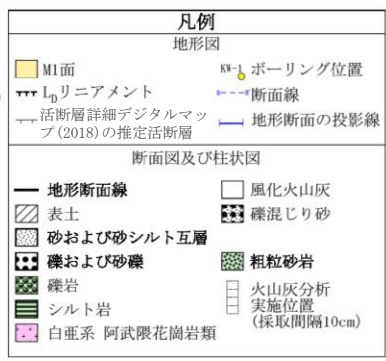 凡例
地形図
M1面
KW-1 ボーリング位置
LDリニアメント
断面線
活断層詳細デジタルマッ
プ(2018)の推定活断層
地形断面の投影線
断面図及び柱状図
地形断面線
風化火山灰
表土
礫混じり砂
砂および砂シルト互層
礫および砂礫
粗粒砂岩
礫岩
火山灰分析
実施位置
(採取間隔10cm)
シルト岩
白亜系 阿武隈花崗岩類